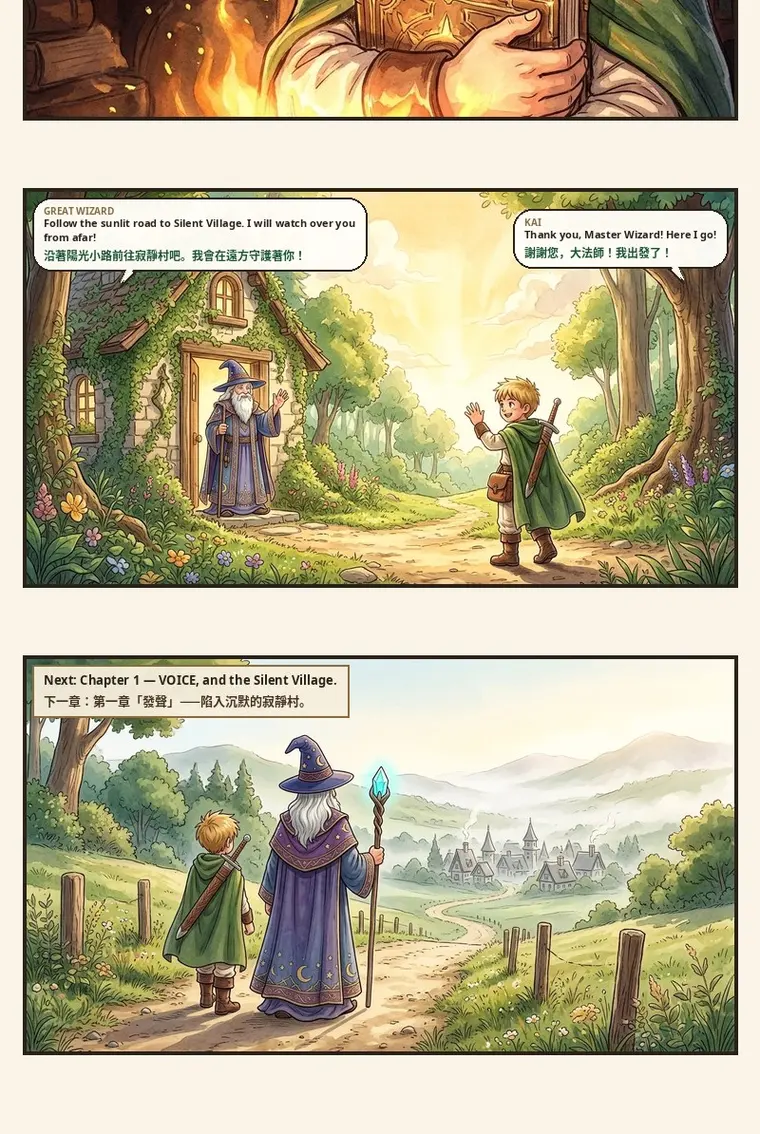 GREAT WIZARD
Follow the sunlit road to Silent Village. I will watch over you
from afar!
沿著陽光小路前往寂靜村吧。我會在遠方守護著你！
KAI
Thank you, Master Wizard! Here I go!
謝謝您，大法師！我出發了！
Next: Chapter 1 — VOICE, and the Silent Village.
下一章：第一章「發聲」——陷入沉默的寂靜村。